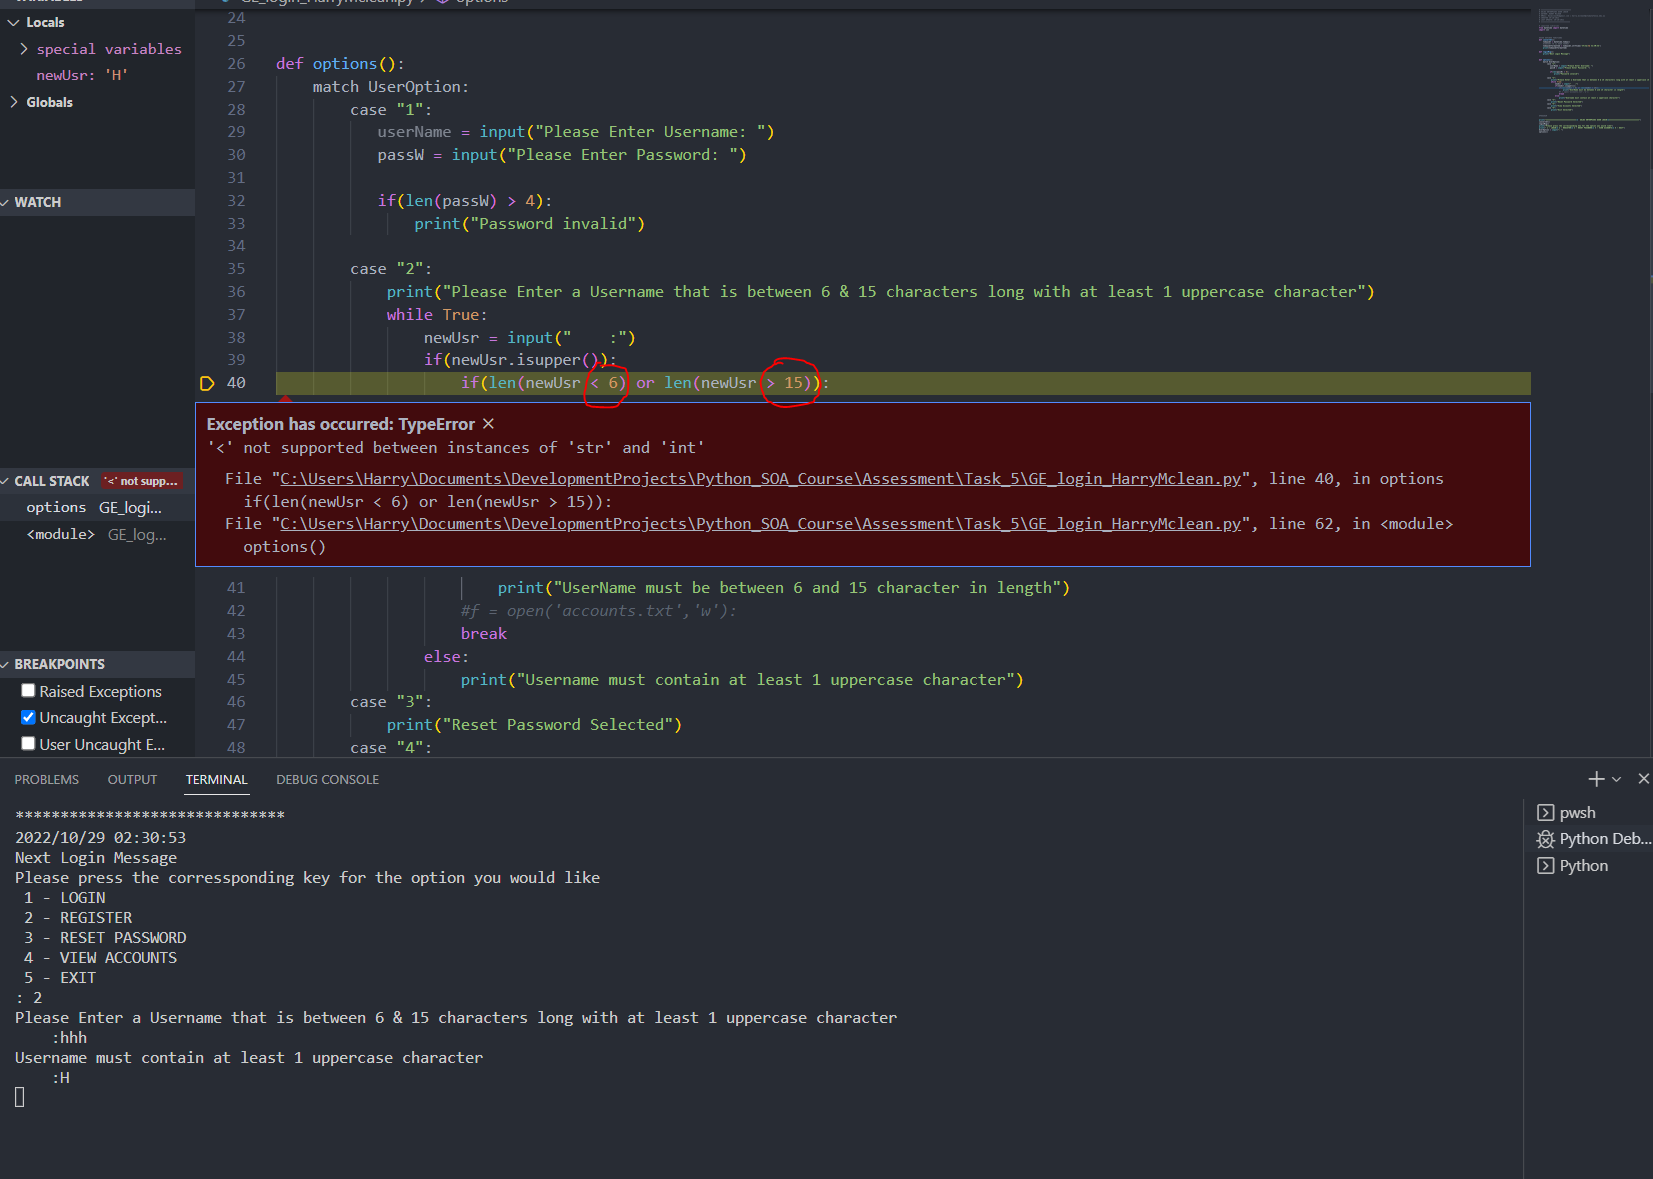 Locals
special variables
newUsr: 'H'
Globals
WATCH
CALL STACK '<' not supp...
options GE_logi...
<module> GE_log...
BREAKPOINTS
Raised Exceptions
Uncaught Except...
User Uncaught E...
24
25
26 def options():
27 match UserOption:
28 case "1":
29 userName = input("Please Enter Username: ")
30 passW = input("Please Enter Password: ")
31
32 if(len(passW) > 4):
33 print("Password invalid")
34
35 case "2":
36 print("Please Enter a Username that is between 6 & 15 characters long with at least 1 uppercase character")
37 while True:
38 newUsr = input("    :")
39 if(newUsr.isupper()):
40 if(len(newUsr < 6) or len(newUsr > 15)):
Exception has occurred: TypeError ×
'<' not supported between instances of 'str' and 'int'
File "C:\Users\Harry\Documents\DevelopmentProjects\Python_SOA_Course\Assessment\Task_5\GE_login_HarryMclean.py", line 40, in options
if(len(newUsr < 6) or len(newUsr > 15)):
File "C:\Users\Harry\Documents\DevelopmentProjects\Python_SOA_Course\Assessment\Task_5\GE_login_HarryMclean.py", line 62, in <module>
options()
41 print("UserName must be between 6 and 15 character in length")
42 #f = open('accounts.txt','w'):
43 break
44 else:
45 print("Username must contain at least 1 uppercase character")
46 case "3":
47 print("Reset Password Selected")
48 case "4":
PROBLEMS OUTPUT TERMINAL DEBUG CONSOLE
******************************
2022/10/29 02:30:53
Next Login Message
Please press the corressponding key for the option you would like
1 - LOGIN
2 - REGISTER
3 - RESET PASSWORD
4 - VIEW ACCOUNTS
5 - EXIT
: 2
Please Enter a Username that is between 6 & 15 characters long with at least 1 uppercase character
:hhh
Username must contain at least 1 uppercase character
:H
pwsh
Python Deb...
Python